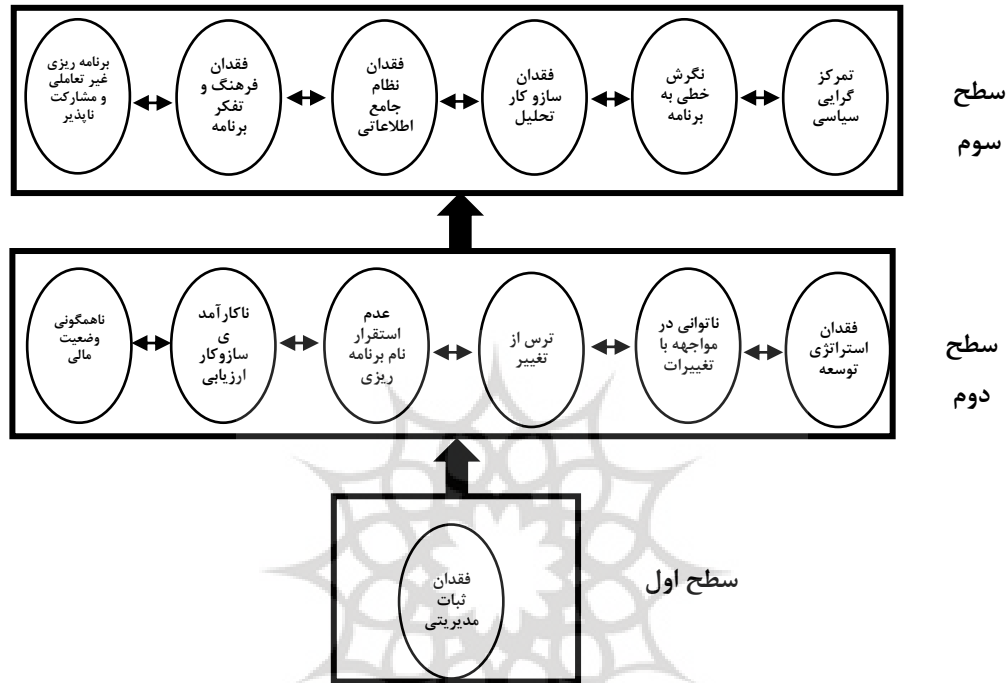 سطح
سوم
تمرکز
گرایی
سیاسی
نگرش
خطی به
برنامه
فقدان
سازو کار
تحلیل
فقدان
نظام
جامع
اطلاعاتی
فقدان
فرهنگ و
تفکر
برنامه
برنامه ریزی
غیر تعاملی
و مشارکت
ناپذیر
سطح
دوم
فقدان
استراتژی
توسعه
ناتوانی در
مواجهه با
تغییرات
ترس از
تغییر
عدم
استقرار
نام برنامه
ریزی
ناکارآمد
ی
سازوکار
ارزیابی
ناهمگونی
وضعیت
مالی
سطح اول
فقدان
ثبات
مدیریتی